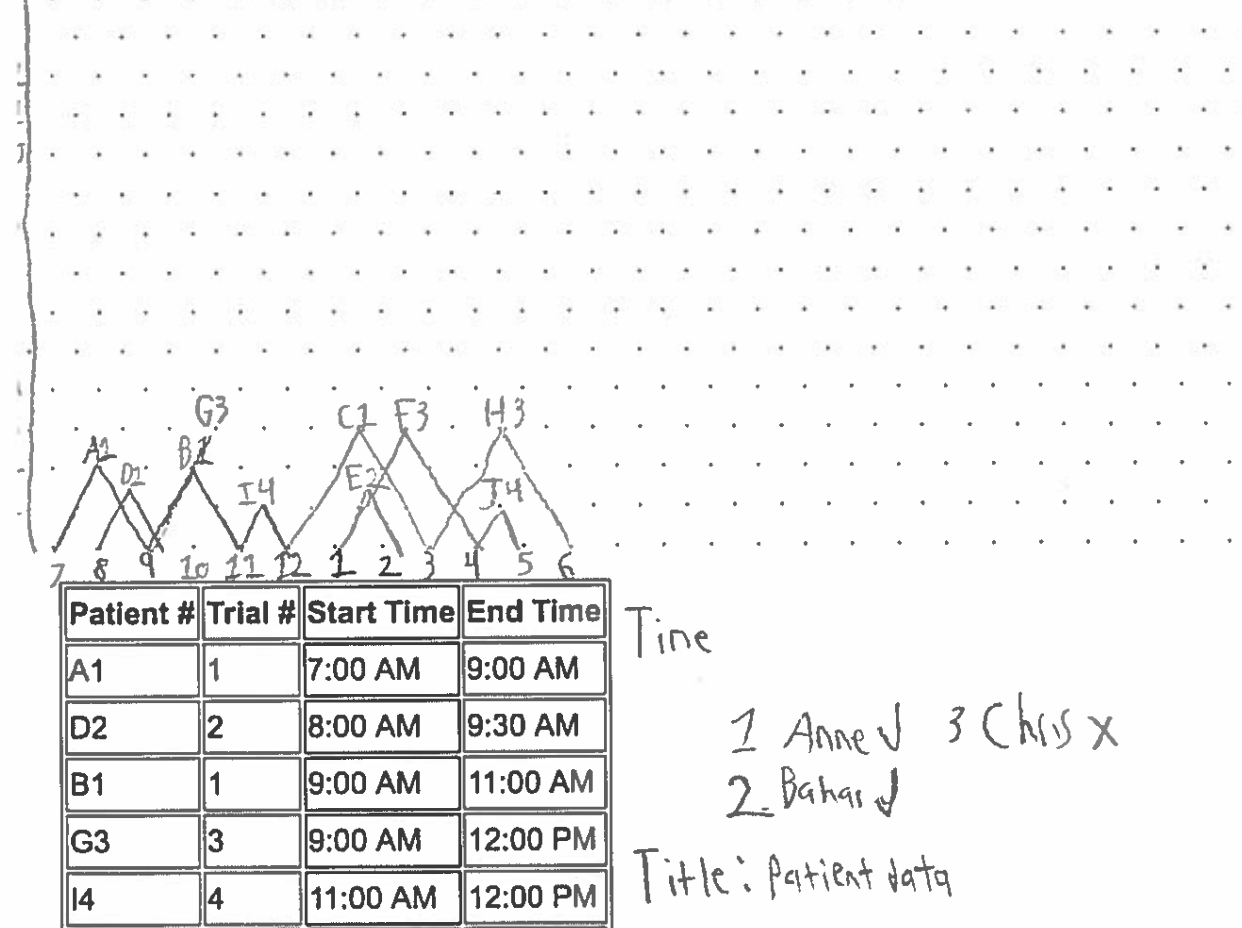 G3 C1 F3 H3
A1 B1
D2 I4 E2 J4
7 8 9 10 11 12 1 2 3 4 5 6
Patient # Trial # Start Time End Time
A1 1 7:00 AM 9:00 AM
D2 2 8:00 AM 9:30 AM
B1 1 9:00 AM 11:00 AM
G3 3 9:00 AM 12:00 PM
I4 4 11:00 AM 12:00 PM
Time
1 Anne ✓ 3 Chris x
2. Bahar ✓
Title: Patient data